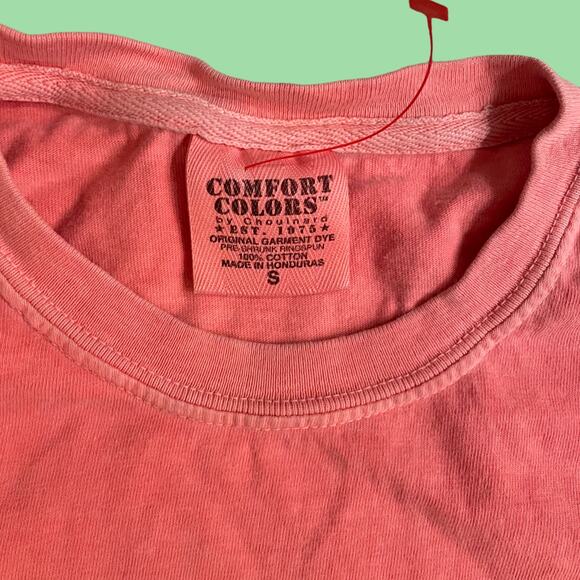 COMFORT
COLORS™
by Chouinard
★ EST. 1975 ★
ORIGINAL GARMENT DYE
PRE-SHRUNK RINGSPUN
100% COTTON
MADE IN HONDURAS
S